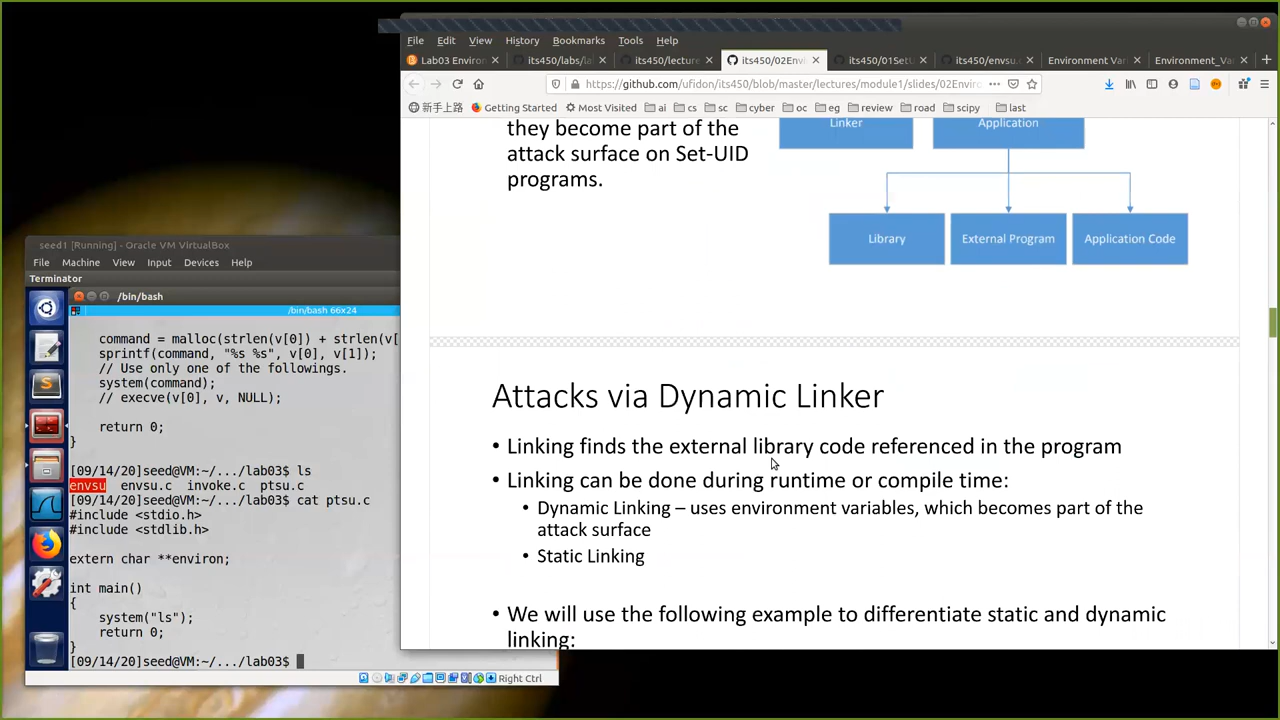 File Edit View History Bookmarks Tools Help
Lab03 Environ its450/labs/la its450/lecture its450/02Envi its450/01SetU its450/envsu.c Environment Var Environment_Va
https://github.com/ufidon/its450/blob/master/lectures/module1/slides/02Enviro
新手上路 Getting Started Most Visited ai cs sc cyber oc eg review road scipy last
they become part of the
attack surface on Set-UID
programs.
Linker Application
Library External Program Application Code
Attacks via Dynamic Linker
• Linking finds the external library code referenced in the program
• Linking can be done during runtime or compile time:
• Dynamic Linking – uses environment variables, which becomes part of the
attack surface
• Static Linking
• We will use the following example to differentiate static and dynamic
linking:
seed1 [Running] - Oracle VM VirtualBox
File Machine View Input Devices Help
Terminator
/bin/bash
/bin/bash 66x24
command = malloc(strlen(v[0]) + strlen(v[
sprintf(command, "%s %s", v[0], v[1]);
// Use only one of the followings.
system(command);
// execve(v[0], v, NULL);
return 0;
}
[09/14/20]seed@VM:~/.../lab03$ ls
envsu envsu.c invoke.c ptsu.c
[09/14/20]seed@VM:~/.../lab03$ cat ptsu.c
#include <stdio.h>
#include <stdlib.h>
extern char **environ;
int main()
{
system("ls");
return 0;
}
[09/14/20]seed@VM:~/.../lab03$
Right Ctrl